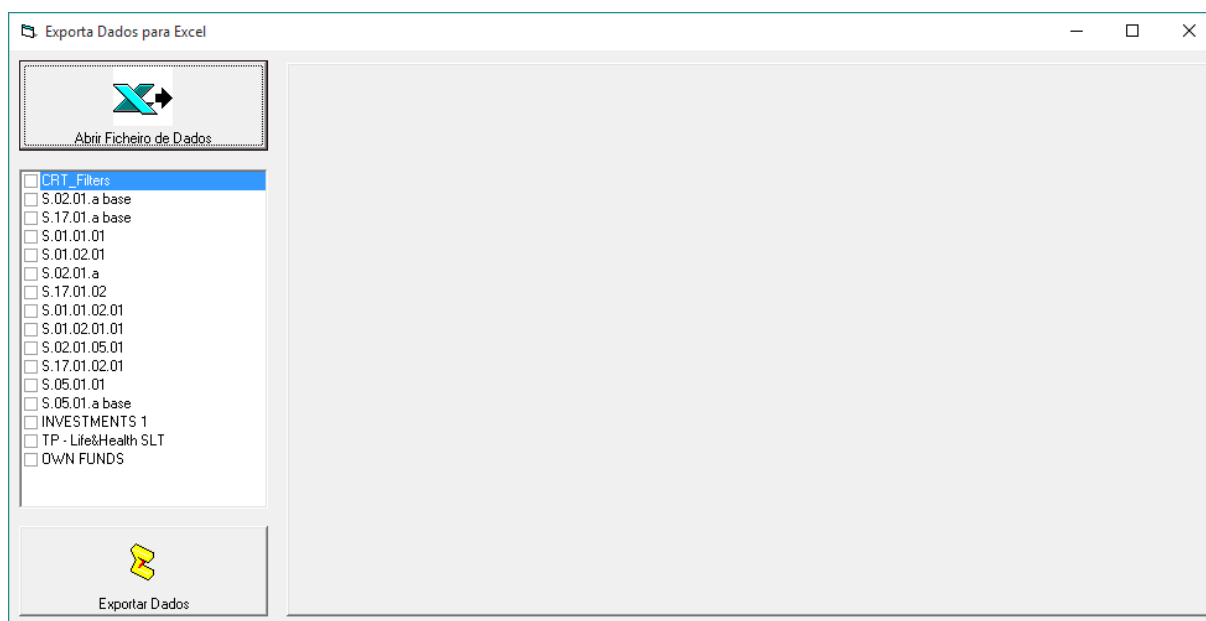 Exporta Dados para Excel
Abrir Ficheiro de Dados
CRT_Filters
S.02.01.a base
S.17.01.a base
S.01.01.01
S.01.02.01
S.02.01.a
S.17.01.02
S.01.01.02.01
S.01.02.01.01
S.02.01.05.01
S.17.01.02.01
S.05.01.01
S.05.01.a base
INVESTMENTS 1
TP - Life&Health SLT
OWN FUNDS
Exportar Dados